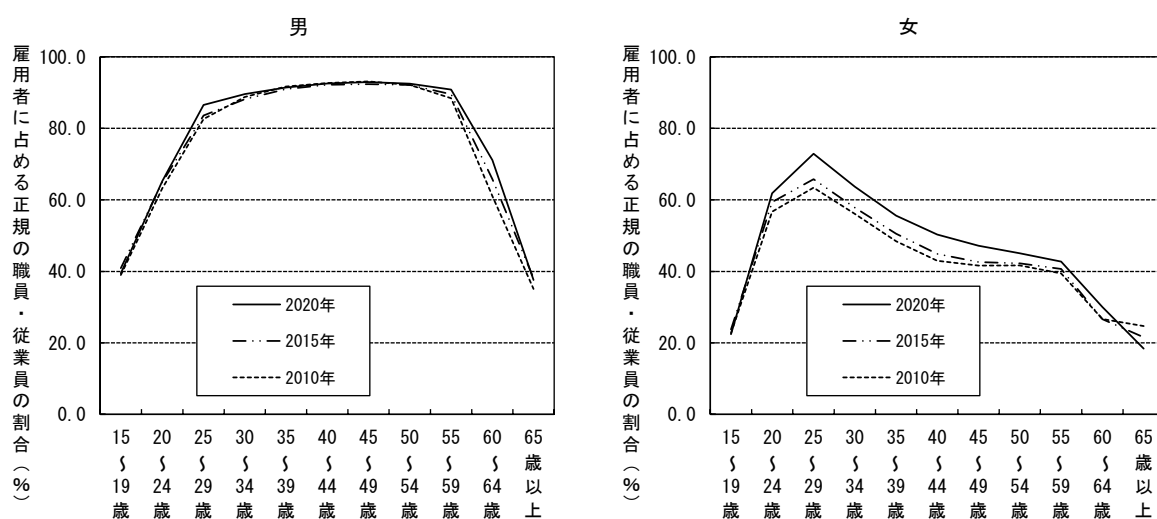 男
雇用者に占める正規の職員・従業員の割合(%)
100.0
80.0
60.0
40.0
20.0
0.0
2020年
2015年
2010年
15～19歳
20～24歳
25～29歳
30～34歳
35～39歳
40～44歳
45～49歳
50～54歳
55～59歳
60～64歳
65歳以上
女
雇用者に占める正規の職員・従業員の割合(%)
100.0
80.0
60.0
40.0
20.0
0.0
2020年
2015年
2010年
15～19歳
20～24歳
25～29歳
30～34歳
35～39歳
40～44歳
45～49歳
50～54歳
55～59歳
60～64歳
65歳以上